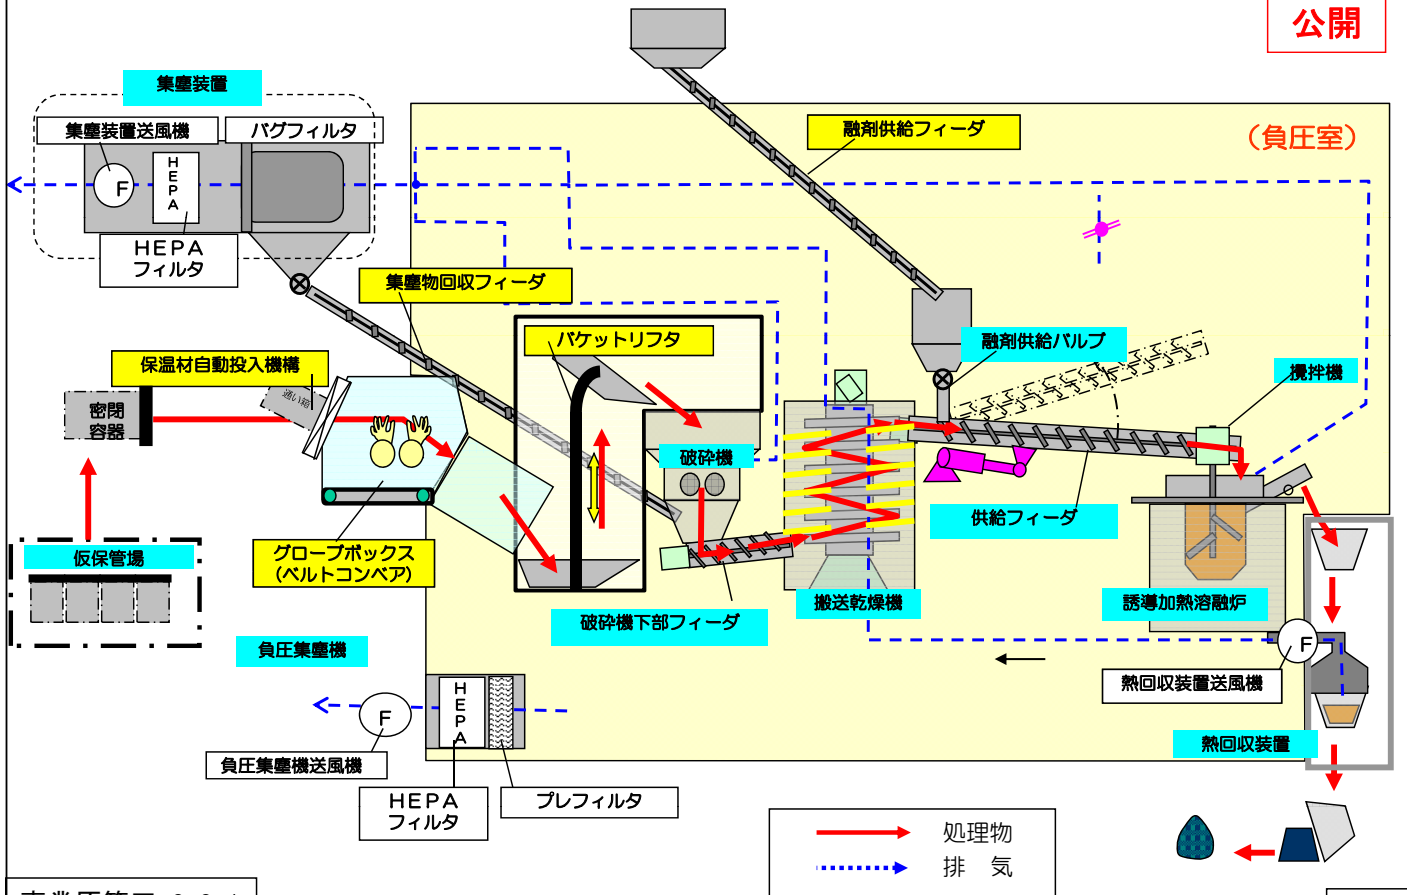 公開
集塵装置
集塵装置送風機
バグフィルタ
融剤供給フィーダ
（負圧室）
F
HEPA
HEPA
フィルタ
集塵物回収フィーダ
バケットリフタ
融剤供給バルブ
保温材自動投入機構
攪拌機
通い箱
密閉
容器
破砕機
供給フィーダ
仮保管場
グローブボックス
（ベルトコンベア）
搬送乾燥機
誘導加熱溶融炉
破砕機下部フィーダ
負圧集塵機
F
熱回収装置送風機
HEPA
F
熱回収装置
負圧集塵機送風機
HEPA
フィルタ
プレフィルタ
処理物
排　気